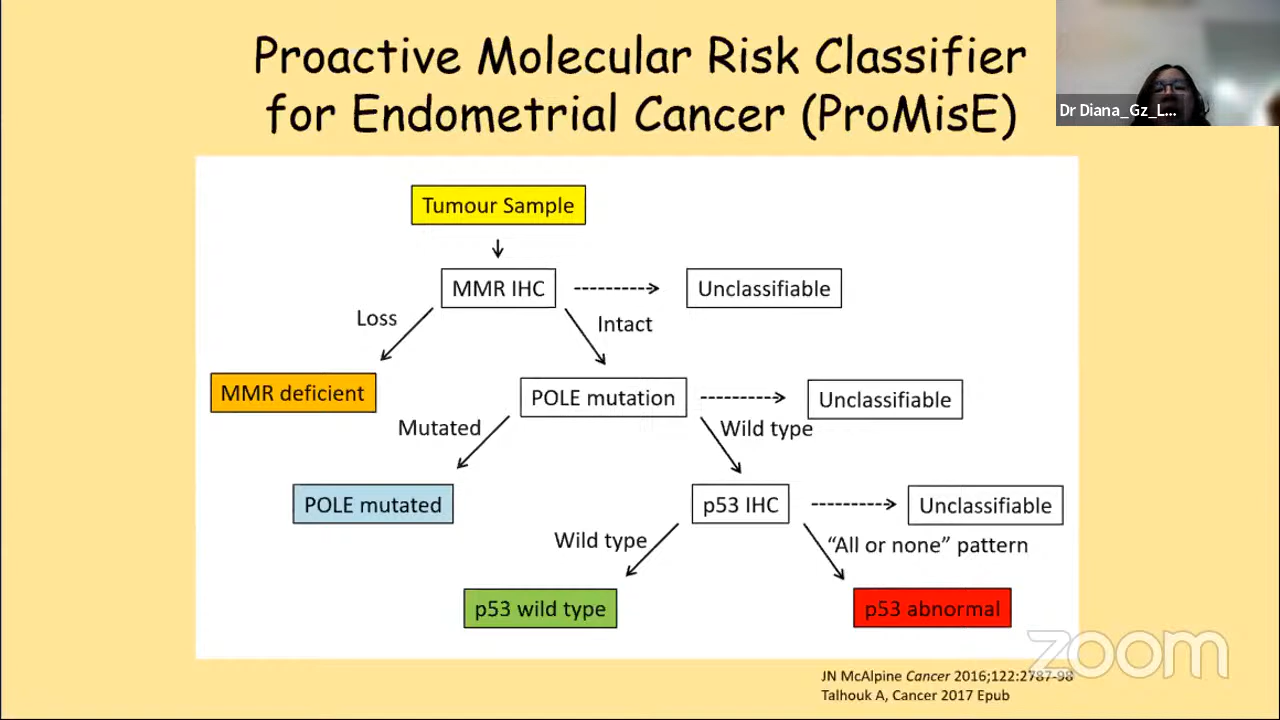 Proactive Molecular Risk Classifier
for Endometrial Cancer (ProMisE)
Dr Diana_Gz_L...
Tumour Sample
MMR IHC
Unclassifiable
Loss
Intact
MMR deficient
POLE mutation
Unclassifiable
Mutated
Wild type
POLE mutated
p53 IHC
Unclassifiable
Wild type
“All or none” pattern
p53 wild type
p53 abnormal
zoom
JN McAlpine Cancer 2016;122:2787-98
Talhouk A, Cancer 2017 Epub